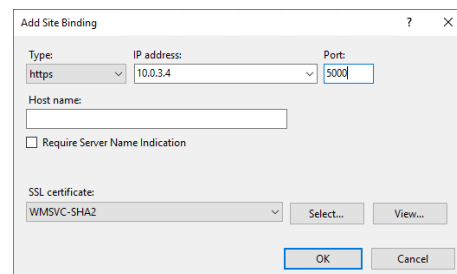 Add Site Binding ?
Type: IP address: Port:
https 10.0.3.4 5000
Host name:
Require Server Name Indication
SSL certificate:
WMSVC-SHA2 Select... View...
OK Cancel